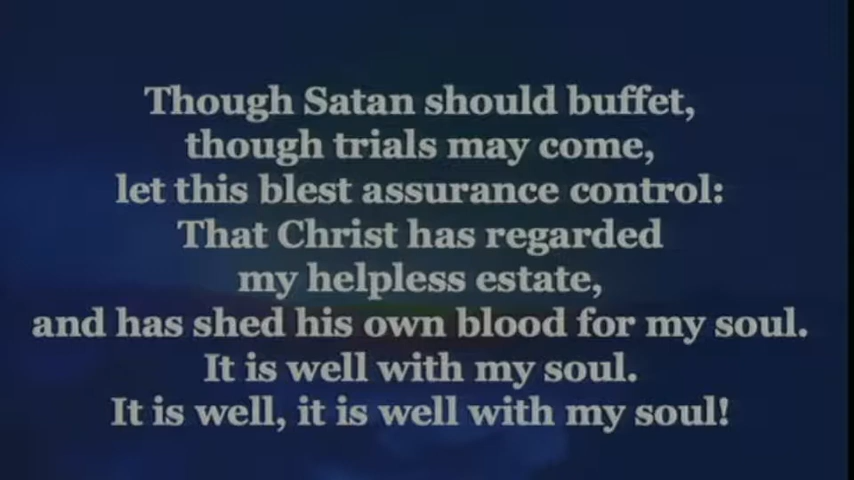 Though Satan should buffet,
though trials may come,
let this blest assurance control:
That Christ has regarded
my helpless estate,
and has shed his own blood for my soul.
It is well with my soul.
It is well, it is well with my soul!